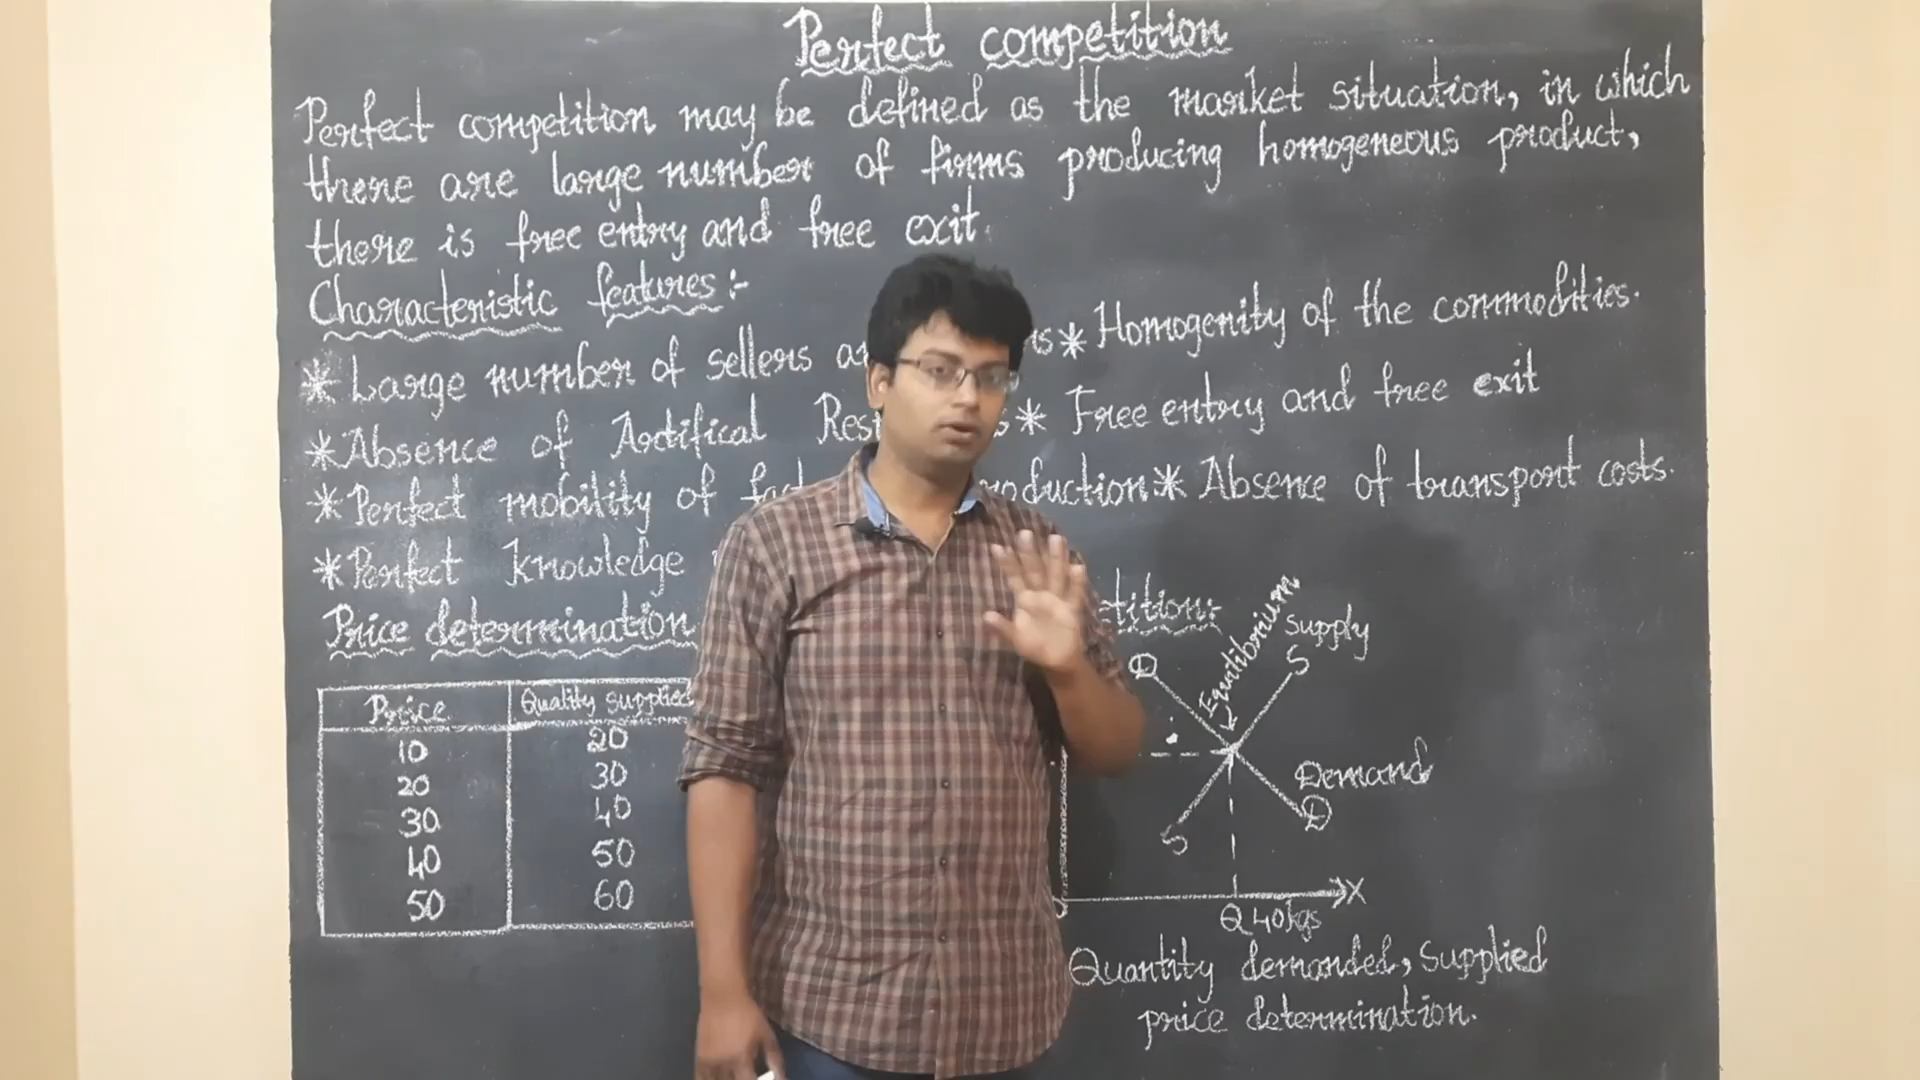 Perfect competition
Perfect competition may be defined as the market situation, in which
there are large number of firms producing homogeneous product,
there is free entry and free exit.
Characteristic features:-
* Large number of sellers * Homogenity of the commodities.
* Absence of Artifical * Free entry and free exit
* Perfect mobility of * Absence of transport costs.
* Perfect Knowledge
Price determination
Price Quality supplied
10 20
20 30
30 40
40 50
50 60
Equilibrium
Supply
D S
Demand
S D
X
Q 40kgs
Quantity demanded, Supplied
price determination.